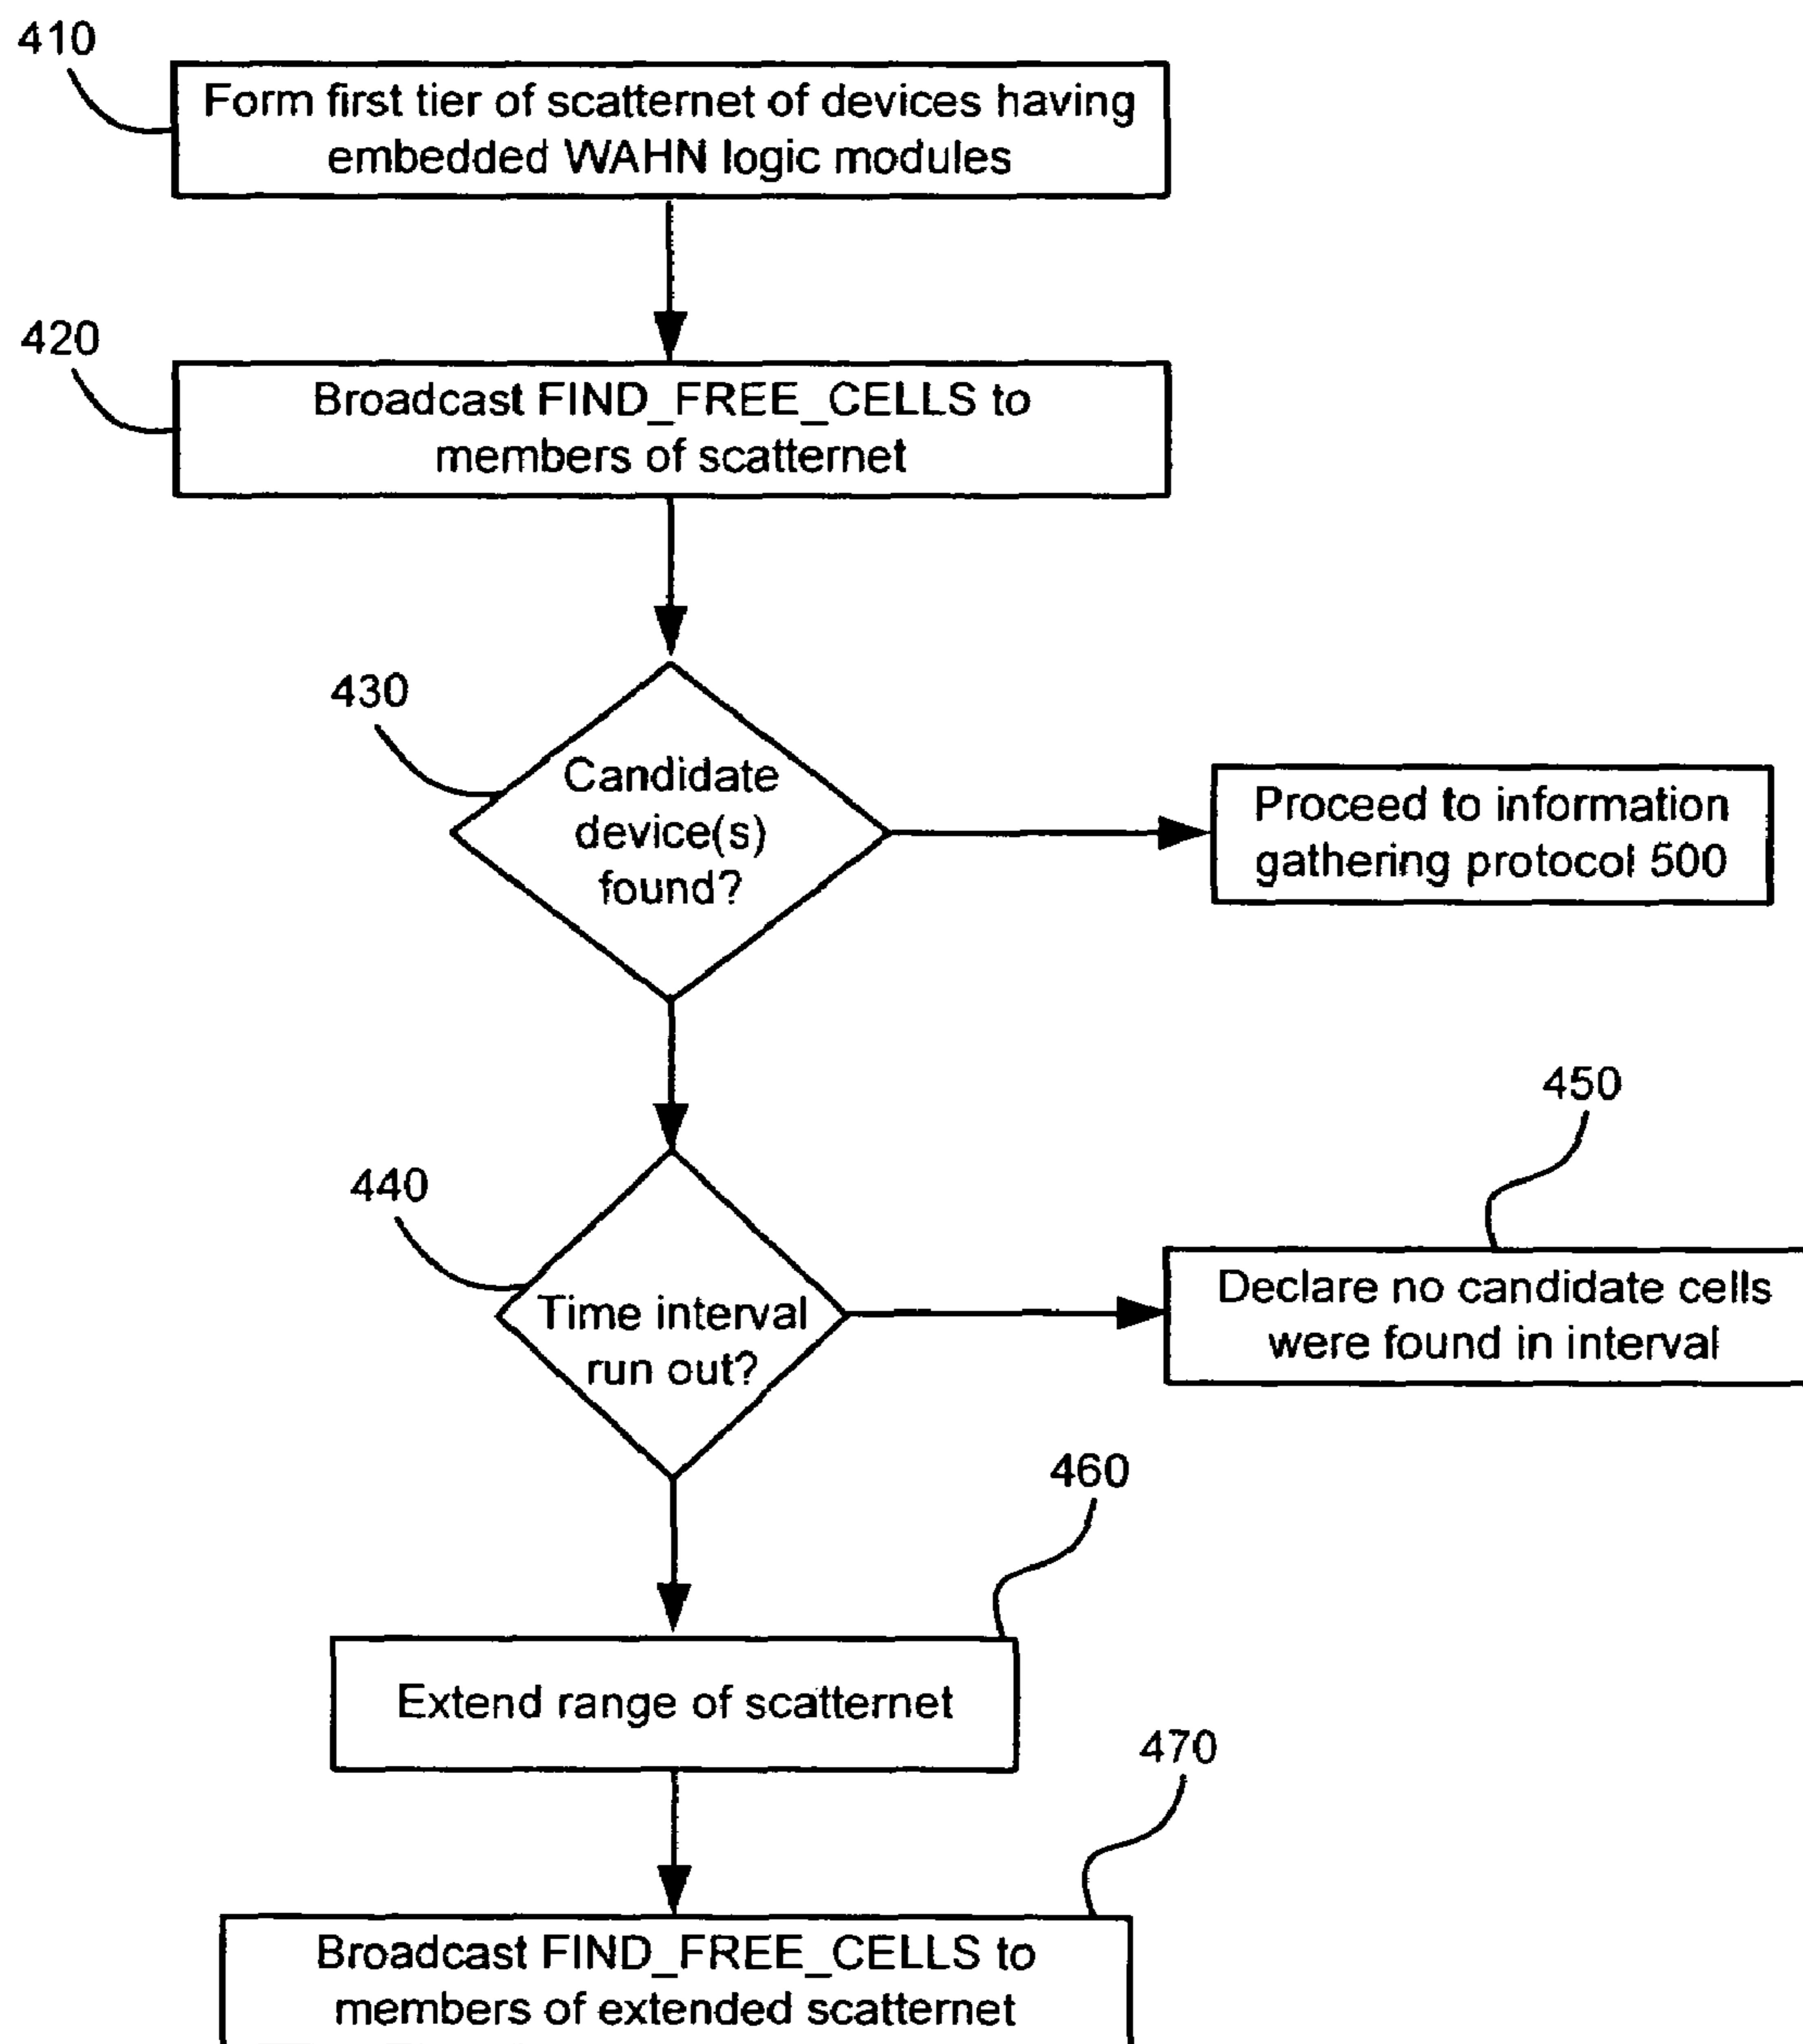 410
Form first tier of scatternet of devices having
embedded WAHN logic modules
420
Broadcast FIND_FREE_CELLS to
members of scatternet
430
Candidate
device(s)
found?
Proceed to information
gathering protocol 500
440
Time interval
run out?
450
Declare no candidate cells
were found in interval
460
Extend range of scatternet
470
Broadcast FIND_FREE_CELLS to
members of extended scatternet